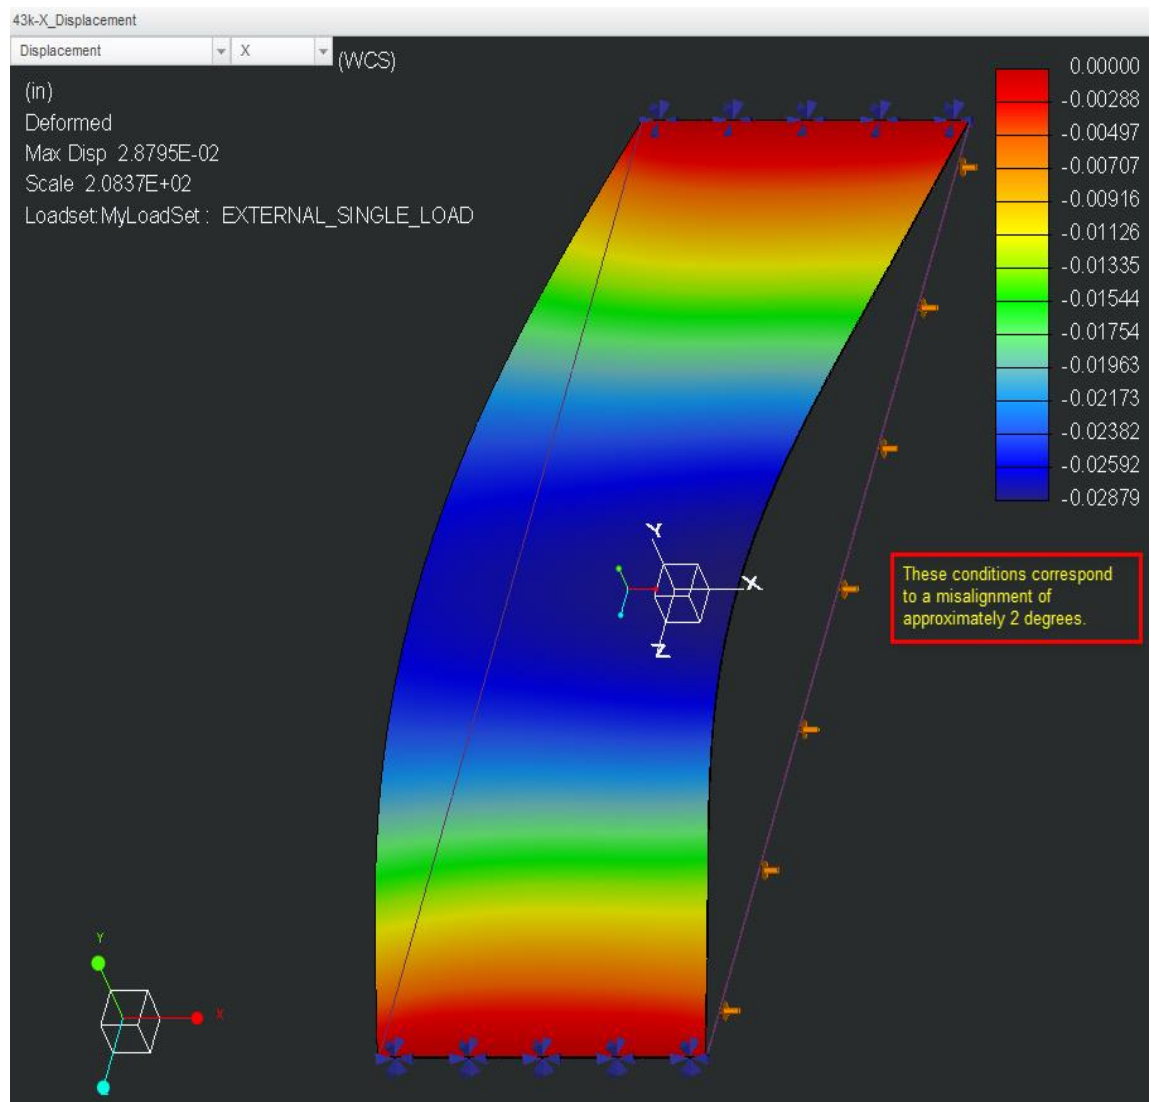 43k-X_Displacement
Displacement X (WCS)
(in)
Deformed
Max Disp 2.8795E-02
Scale 2.0837E+02
Loadset:MyLoadSet : EXTERNAL_SINGLE_LOAD
0.00000
-0.00288
-0.00497
-0.00707
-0.00916
-0.01126
-0.01335
-0.01544
-0.01754
-0.01963
-0.02173
-0.02382
-0.02592
-0.02879
Y
X
Z
These conditions correspond
to a misalignment of
approximately 2 degrees.
Y
X